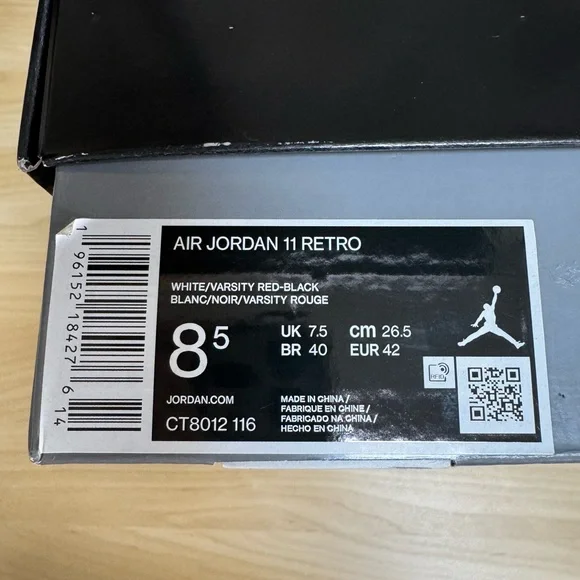 AIR JORDAN 11 RETRO
WHITE/VARSITY RED-BLACK
BLANC/NOIR/VARSITY ROUGE
8 5
UK 7.5 cm 26.5
BR 40 EUR 42
RFID
JORDAN.COM
CT8012 116
MADE IN CHINA /
FABRIQUE EN CHINE /
FABRICADO NA CHINA /
HECHO EN CHINA
1 96152 18427 6 14